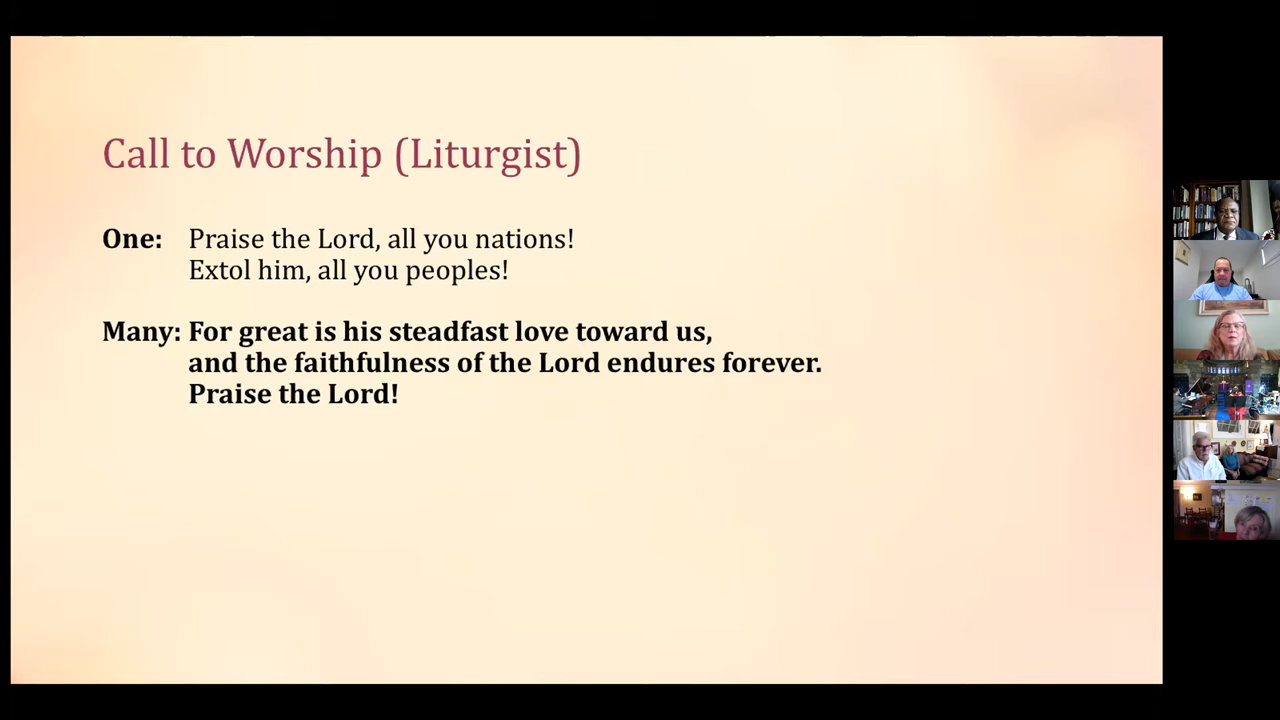 Call to Worship (Liturgist)
One: Praise the Lord, all you nations!
Extol him, all you peoples!
Many: For great is his steadfast love toward us,
and the faithfulness of the Lord endures forever.
Praise the Lord!